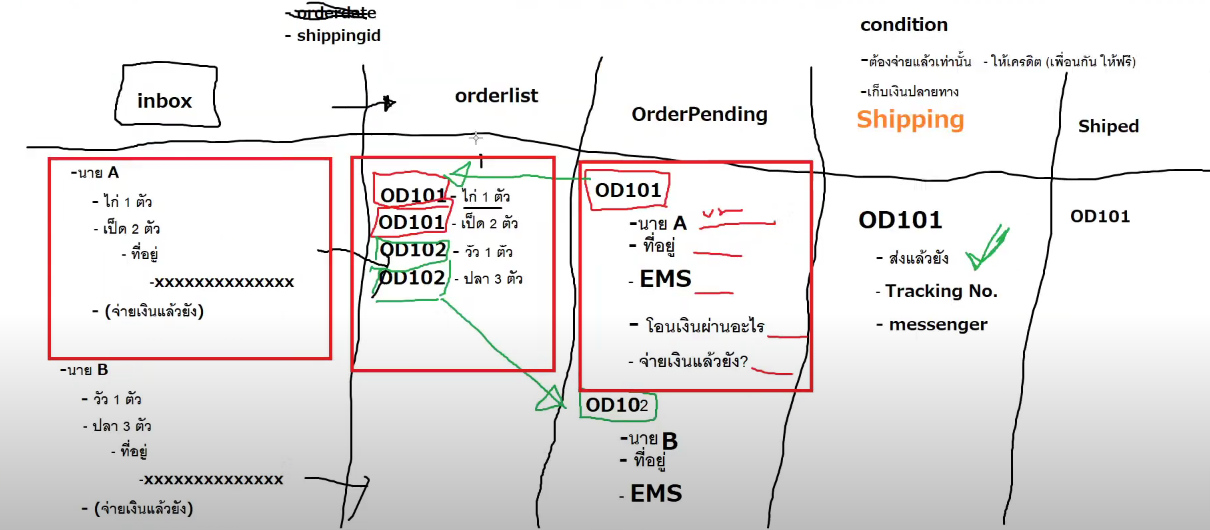 - orderdate
- shippingid
inbox
orderlist
OrderPending
condition
-ต้องจ่ายแล้วเท่านั้น - ให้เครดิต (เพื่อนกัน ให้ฟรี)
-เก็บเงินปลายทาง
Shipping
Shiped
-นาย A
- ไก่ 1 ตัว
- เป็ด 2 ตัว
- ที่อยู่
-xxxxxxxxxxxxxx
- (จ่ายเงินแล้วยัง)
-นาย B
- วัว 1 ตัว
- ปลา 3 ตัว
- ที่อยู่
-xxxxxxxxxxxxxx
- (จ่ายเงินแล้วยัง)
OD101 - ไก่ 1 ตัว
OD101 - เป็ด 2 ตัว
OD102 - วัว 1 ตัว
OD102 - ปลา 3 ตัว
OD101
-นาย A
- ที่อยู่
- EMS
- โอนเงินผ่านอะไร
- จ่ายเงินแล้วยัง?
OD102
-นาย B
- ที่อยู่
- EMS
OD101
- ส่งแล้วยัง
- Tracking No.
- messenger
OD101